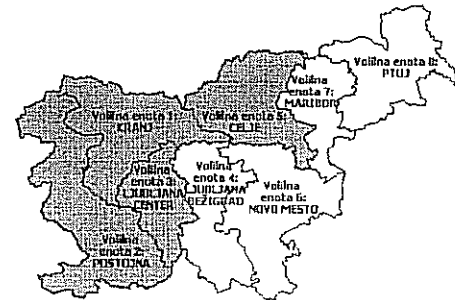 Volilna enota 8:
PTUJ
Volilna
enota 7:
MARIBOR
Volilna enota 1:
KRANJ
Volilna enota 5:
CELJE
Volilna
enota 3:
LJUBLJANA
CENTER
Volilna
enota 4:
LJUBLJANA
BEŽIGRAD
Volilna
enota 6:
NOVO MESTO
Volilna
enota 2:
POSTOJNA